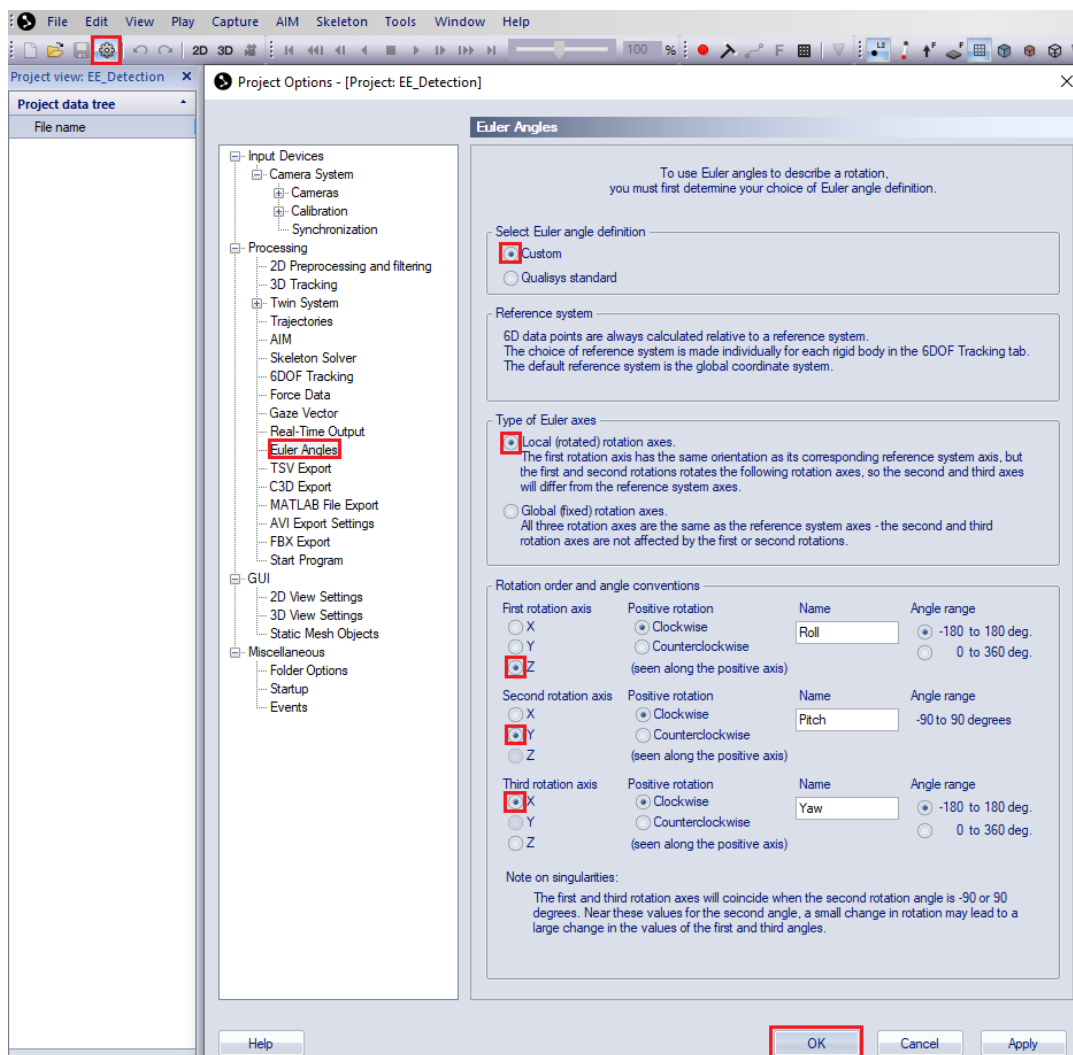 File Edit View Play Capture AIM Skeleton Tools Window Help
2D 3D 100 % F L2 F F
Project view: EE_Detection
Project data tree
File name
Project Options - [Project: EE_Detection]
Euler Angles
Input Devices
Camera System
Cameras
Calibration
Synchronization
Processing
2D Preprocessing and filtering
3D Tracking
Twin System
Trajectories
AIM
Skeleton Solver
6DOF Tracking
Force Data
Gaze Vector
Real-Time Output
Euler Angles
TSV Export
C3D Export
MATLAB File Export
AVI Export Settings
FBX Export
Start Program
GUI
2D View Settings
3D View Settings
Static Mesh Objects
Miscellaneous
Folder Options
Startup
Events
To use Euler angles to describe a rotation,
you must first determine your choice of Euler angle definition.
Select Euler angle definition
Custom
Qualisys standard
Reference system
6D data points are always calculated relative to a reference system.
The choice of reference system is made individually for each rigid body in the 6DOF Tracking tab.
The default reference system is the global coordinate system.
Type of Euler axes
Local (rotated) rotation axes.
The first rotation axis has the same orientation as its corresponding reference system axis, but
the first and second rotations rotates the following rotation axes, so the second and third axes
will differ from the reference system axes.
Global (fixed) rotation axes.
All three rotation axes are the same as the reference system axes - the second and third
rotation axes are not affected by the first or second rotations.
Rotation order and angle conventions
First rotation axis Positive rotation Name Angle range
X Clockwise Roll -180 to 180 deg.
Y Counterclockwise 0 to 360 deg.
Z (seen along the positive axis)
Second rotation axis Positive rotation Name Angle range
X Clockwise Pitch -90 to 90 degrees
Y Counterclockwise
Z (seen along the positive axis)
Third rotation axis Positive rotation Name Angle range
X Clockwise Yaw -180 to 180 deg.
Y Counterclockwise 0 to 360 deg.
Z (seen along the positive axis)
Note on singularities:
The first and third rotation axes will coincide when the second rotation angle is -90 or 90
degrees. Near these values for the second angle, a small change in rotation may lead to a
large change in the values of the first and third angles.
Help OK Cancel Apply